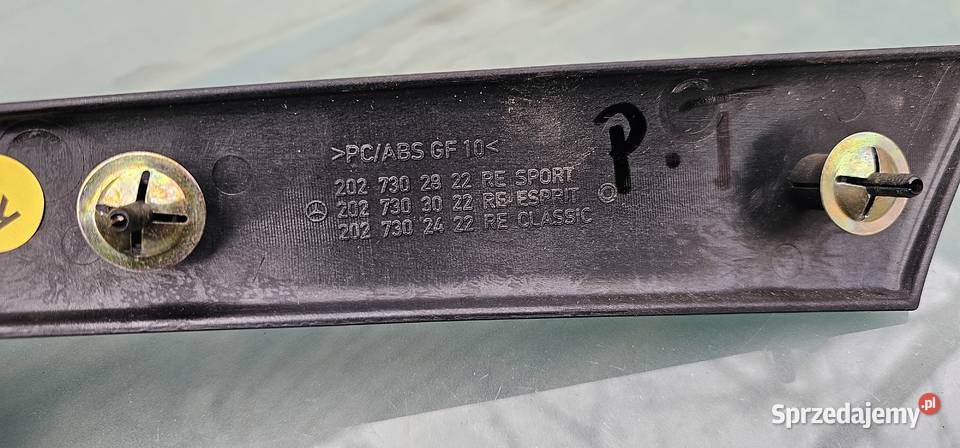 >PC/ABS GF 10<
202 730 28 22 RE SPORT
202 730 30 22 RE ESPRIT
202 730 24 22 RE CLASSIC
P.
Sprzedajemy.pl